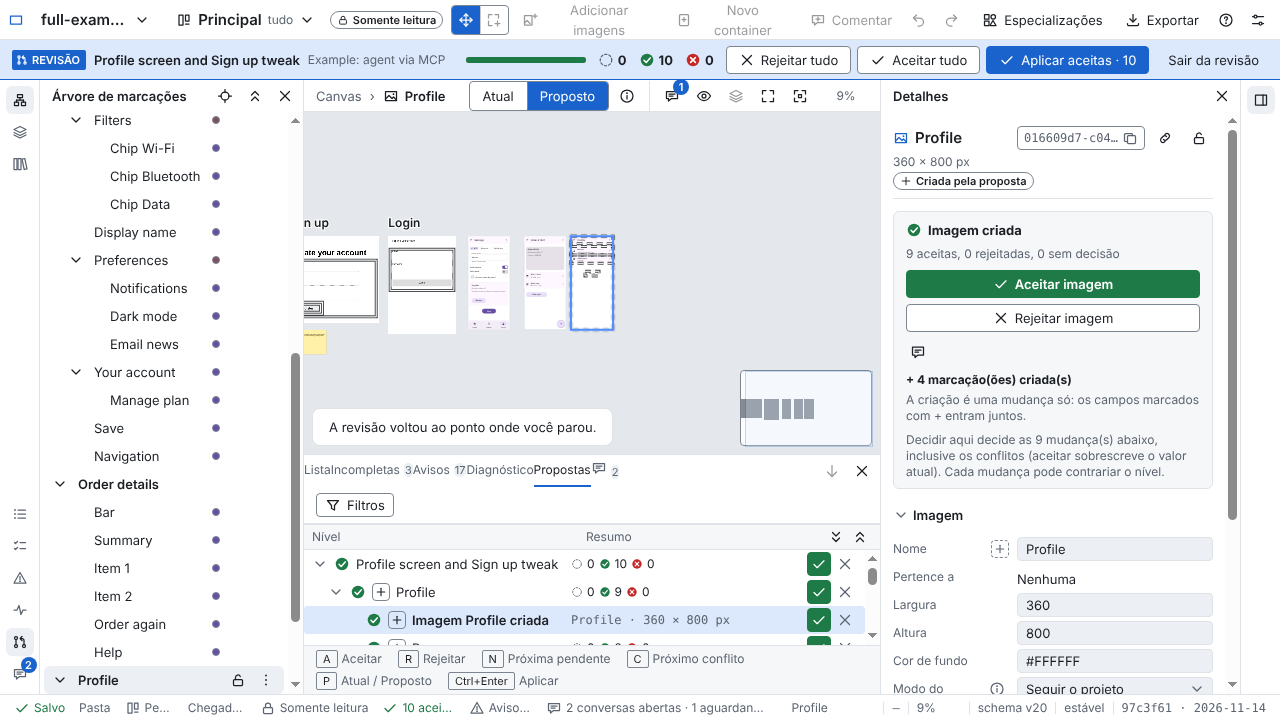 full-exam...
Principal tudo
Somente leitura
Adicionar imagens
Novo container
Comentar
Especializações
Exportar
REVISÃO Profile screen and Sign up tweak Example: agent via MCP 0 10 0
Rejeitar tudo
Aceitar tudo
Aplicar aceitas · 10
Sair da revisão
Árvore de marcações
Filters
Chip Wi-Fi
Chip Bluetooth
Chip Data
Display name
Preferences
Notifications
Dark mode
Email news
Your account
Manage plan
Save
Navigation
Order details
Bar
Summary
Item 1
Item 2
Order again
Help
Profile
2
Canvas › Profile
Atual
Proposto
1
9%
n up
Login
ate your account
A revisão voltou ao ponto onde você parou.
Lista
Incompletas 3
Avisos 17
Diagnóstico
Propostas
2
Filtros
Nível Resumo
Profile screen and Sign up tweak 0 10 0
Profile 0 9 0
Imagem Profile criada Profile · 360 × 800 px
A Aceitar R Rejeitar N Próxima pendente C Próximo conflito
P Atual / Proposto Ctrl+Enter Aplicar
Detalhes
Profile
016609d7-c04…
360 × 800 px
Criada pela proposta
Imagem criada
9 aceitas, 0 rejeitadas, 0 sem decisão
Aceitar imagem
Rejeitar imagem
+ 4 marcação(ões) criada(s)
A criação é uma mudança só: os campos marcados
com + entram juntos.
Decidir aqui decide as 9 mudança(s) abaixo,
inclusive os conflitos (aceitar sobrescreve o valor
atual). Cada mudança pode contrariar o nível.
Imagem
Nome Profile
Pertence a Nenhuma
Largura 360
Altura 800
Cor de fundo #FFFFFF
Modo do Seguir o projeto
Salvo
Pasta
Pe...
Chegad...
Somente leitura
10 acei...
Aviso...
2 conversas abertas · 1 aguardan...
Profile
— 9%
schema v20
estável
97c3f61 · 2026-11-14